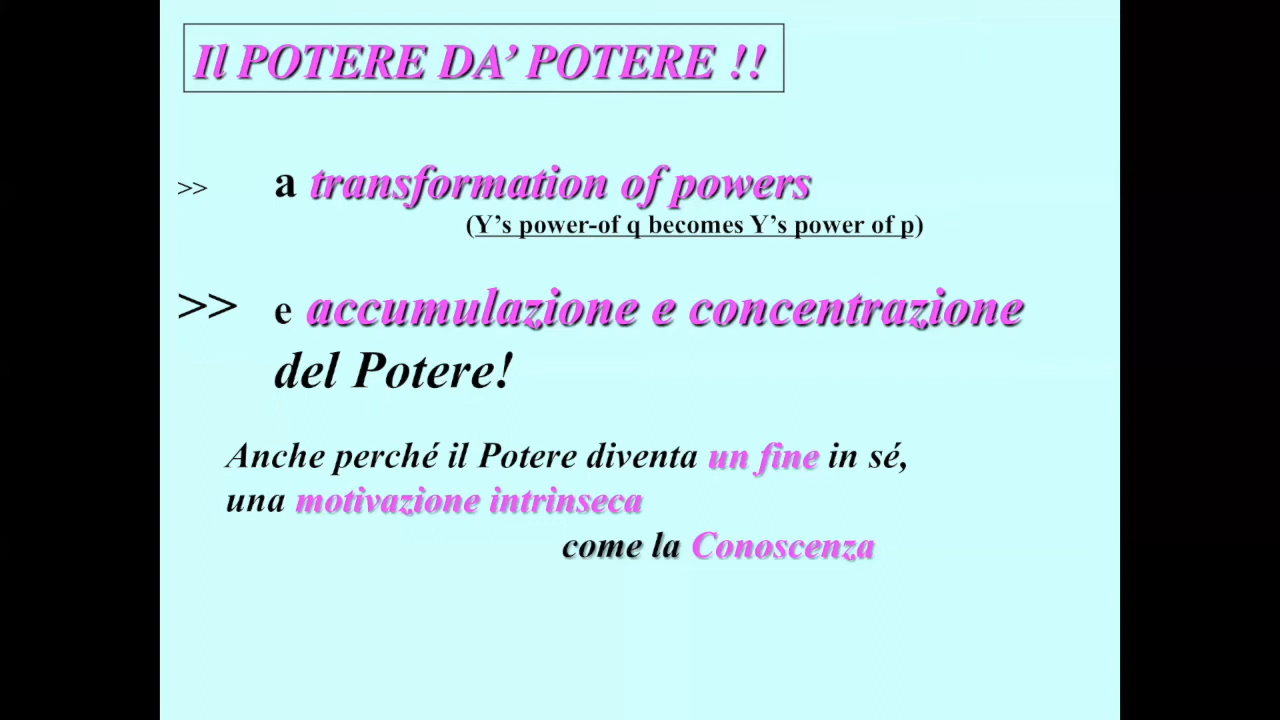 Il POTERE DA’ POTERE !!
>> a transformation of powers
(Y’s power-of q becomes Y’s power of p)
>> e accumulazione e concentrazione
del Potere!
Anche perché il Potere diventa un fine in sé,
una motivazione intrinseca
come la Conoscenza